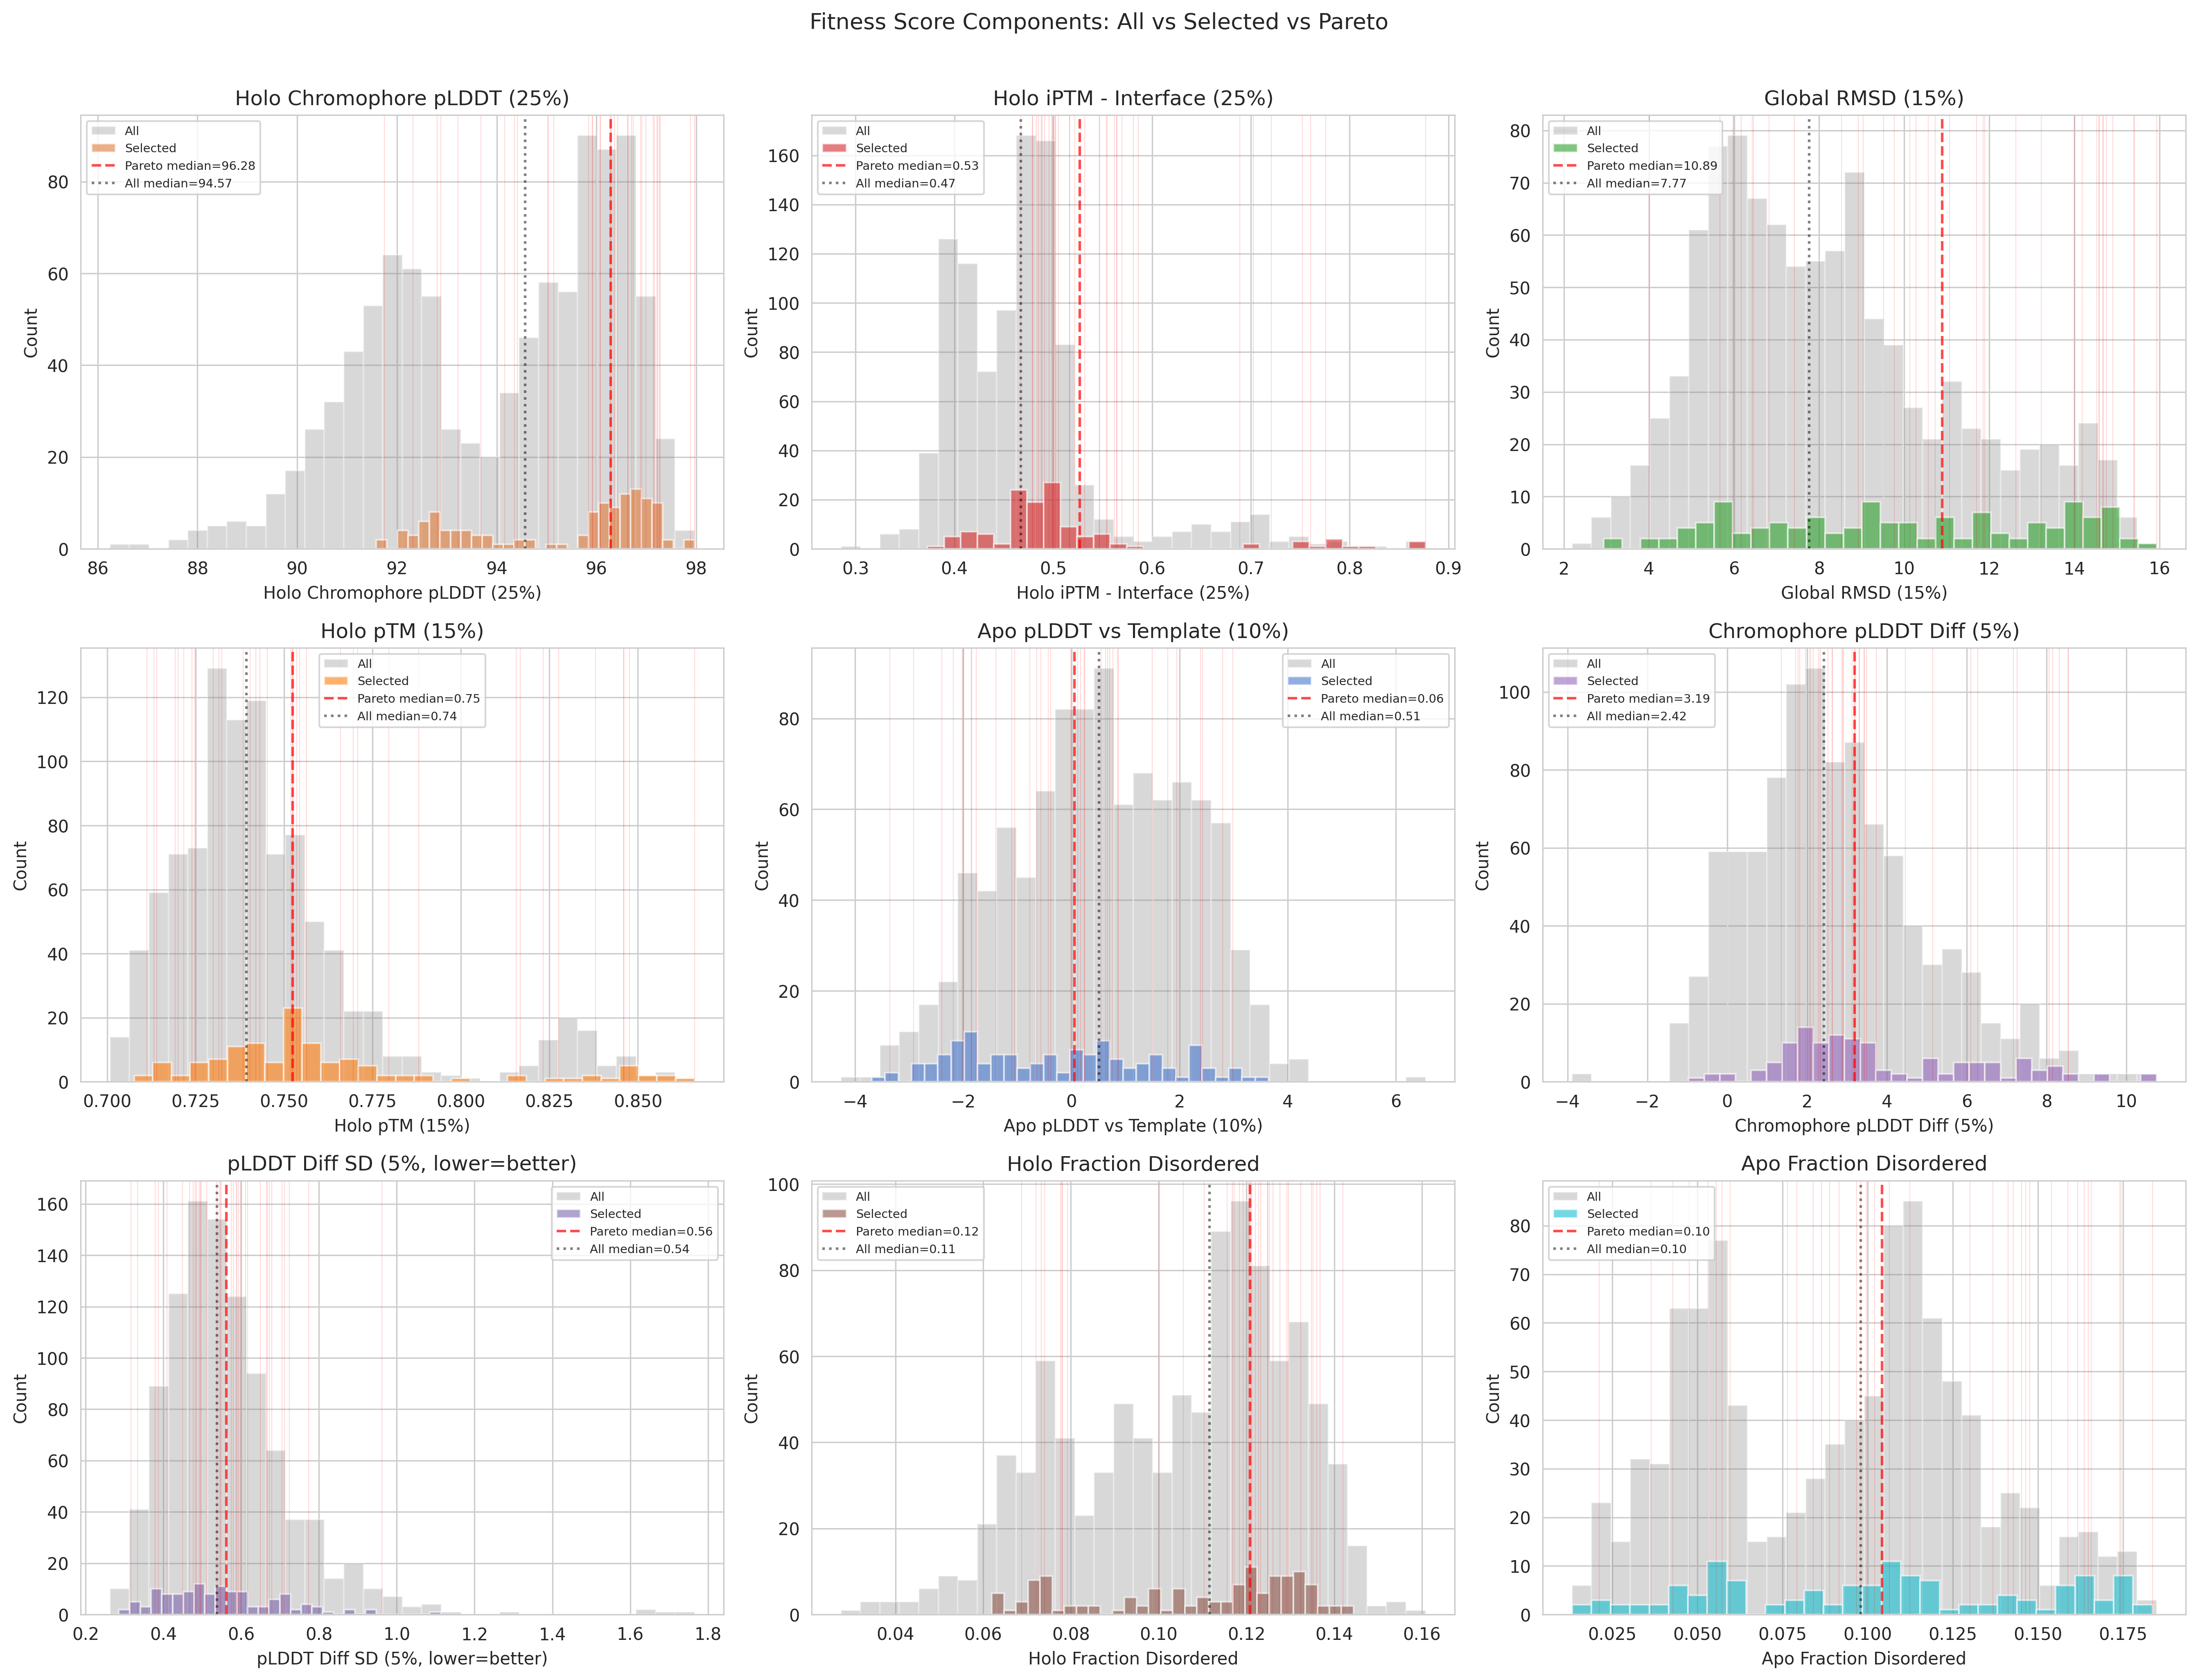 Fitness Score Components: All vs Selected vs Pareto
Holo Chromophore pLDDT (25%)
All
Selected
Pareto median=96.28
All median=94.57
Count
0
20
40
60
80
86 88 90 92 94 96 98
Holo Chromophore pLDDT (25%)
Holo iPTM - Interface (25%)
All
Selected
Pareto median=0.53
All median=0.47
Count
0
20
40
60
80
100
120
140
160
0.3 0.4 0.5 0.6 0.7 0.8 0.9
Holo iPTM - Interface (25%)
Global RMSD (15%)
All
Selected
Pareto median=10.89
All median=7.77
Count
0
10
20
30
40
50
60
70
80
2 4 6 8 10 12 14 16
Global RMSD (15%)
Holo pTM (15%)
All
Selected
Pareto median=0.75
All median=0.74
Count
0
20
40
60
80
100
120
0.700 0.725 0.750 0.775 0.800 0.825 0.850
Holo pTM (15%)
Apo pLDDT vs Template (10%)
All
Selected
Pareto median=0.06
All median=0.51
Count
0
20
40
60
80
−4 −2 0 2 4 6
Apo pLDDT vs Template (10%)
Chromophore pLDDT Diff (5%)
All
Selected
Pareto median=3.19
All median=2.42
Count
0
20
40
60
80
100
−4 −2 0 2 4 6 8 10
Chromophore pLDDT Diff (5%)
pLDDT Diff SD (5%, lower=better)
All
Selected
Pareto median=0.56
All median=0.54
Count
0
20
40
60
80
100
120
140
160
0.2 0.4 0.6 0.8 1.0 1.2 1.4 1.6 1.8
pLDDT Diff SD (5%, lower=better)
Holo Fraction Disordered
All
Selected
Pareto median=0.12
All median=0.11
Count
0
20
40
60
80
100
0.04 0.06 0.08 0.10 0.12 0.14 0.16
Holo Fraction Disordered
Apo Fraction Disordered
All
Selected
Pareto median=0.10
All median=0.10
Count
0
10
20
30
40
50
60
70
80
0.025 0.050 0.075 0.100 0.125 0.150 0.175
Apo Fraction Disordered